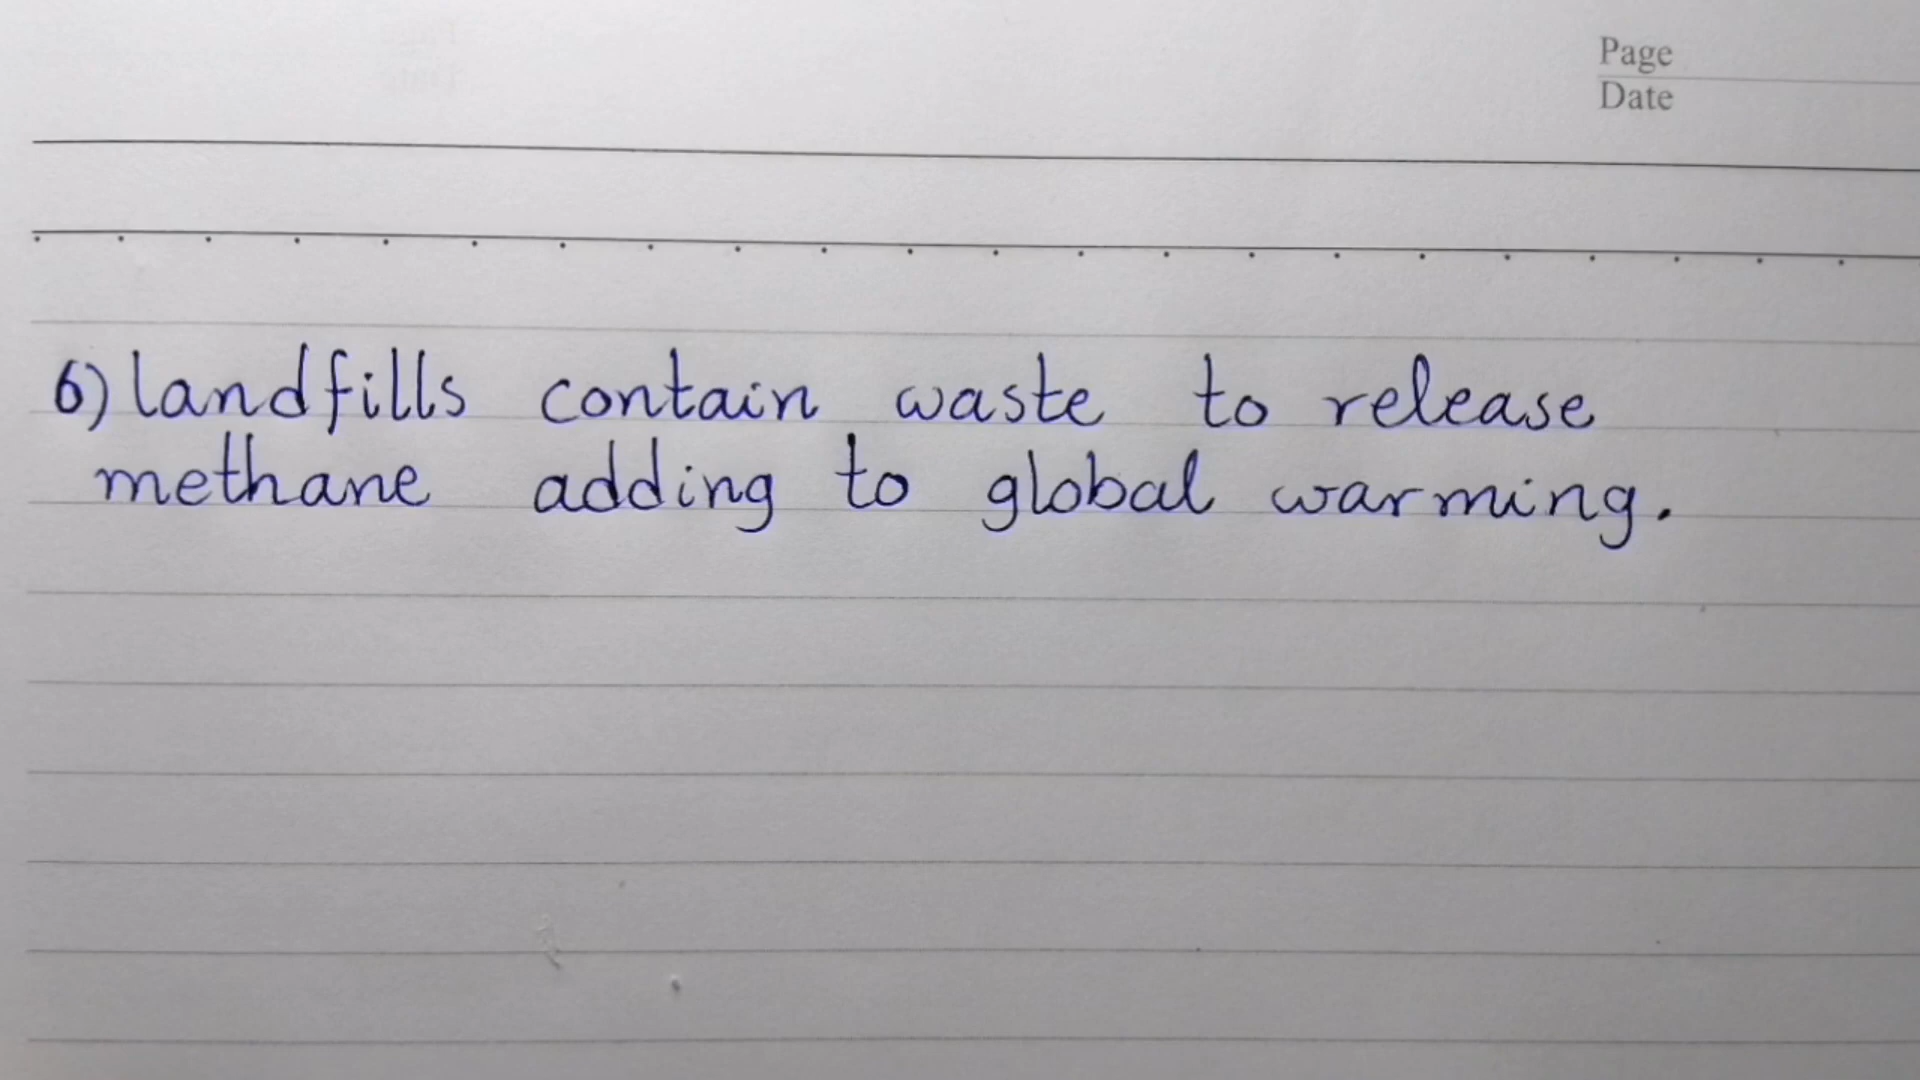 Page
Date
6) landfills contain waste to release
methane adding to global warming.